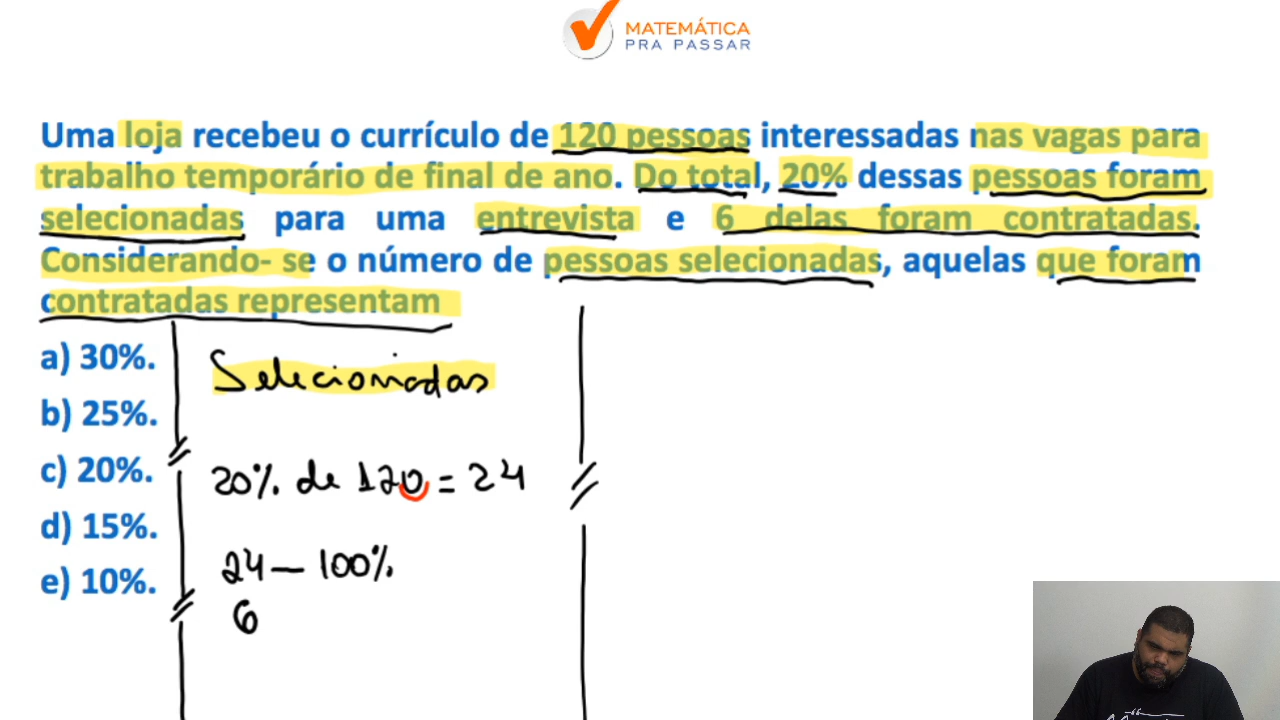 MATEMÁTICA
PRA PASSAR
Uma loja recebeu o currículo de 120 pessoas interessadas nas vagas para
trabalho temporário de final de ano. Do total, 20% dessas pessoas foram
selecionadas para uma entrevista e 6 delas foram contratadas.
Considerando- se o número de pessoas selecionadas, aquelas que foram
contratadas representam
a) 30%.
b) 25%.
c) 20%.
d) 15%.
e) 10%.
Selecionadas
20% de 120 = 24
24 — 100%
6